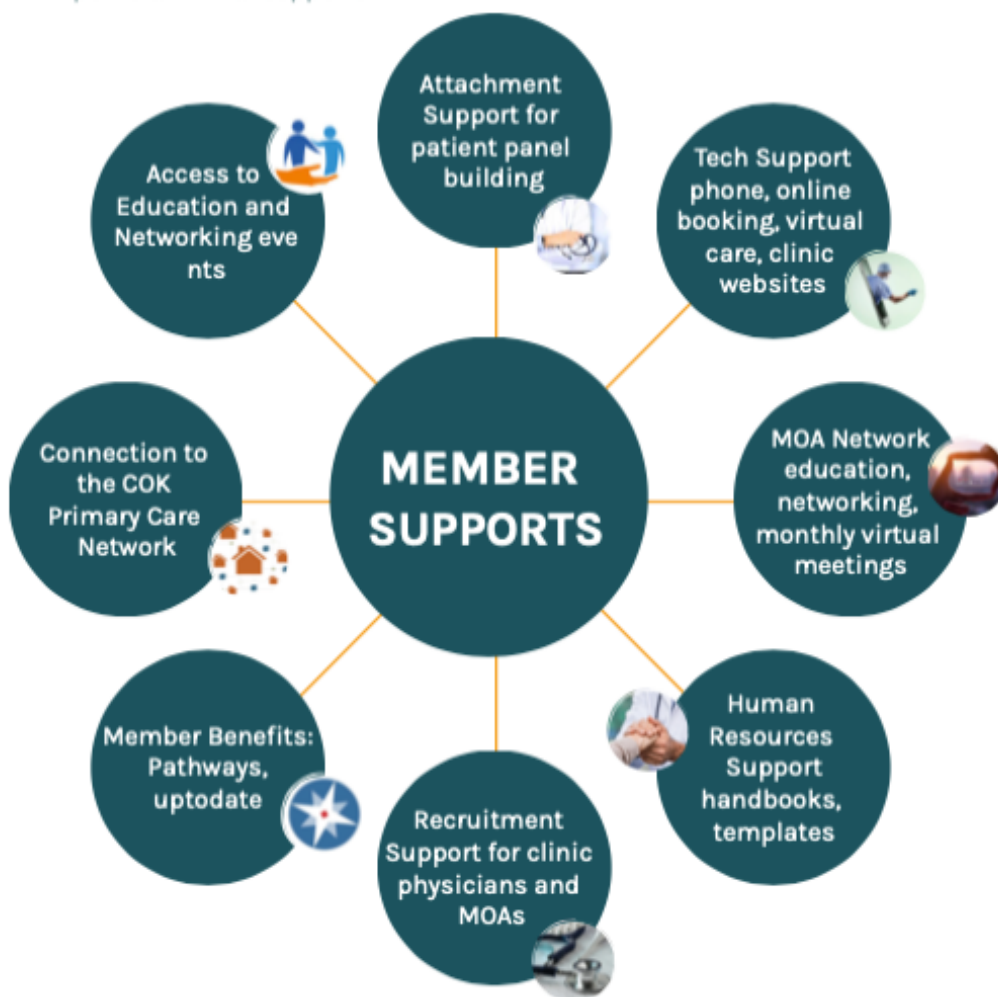 MEMBER
SUPPORTS
Attachment
Support for
patient panel
building
Tech Support
phone, online
booking, virtual
care, clinic
websites
MOA Network
education,
networking,
monthly virtual
meetings
Human
Resources
Support
handbooks,
templates
Recruitment
Support for clinic
physicians and
MOAs
Member Benefits:
Pathways,
uptodate
Connection to
the COK
Primary Care
Network
Access to
Education and
Networking eve
nts